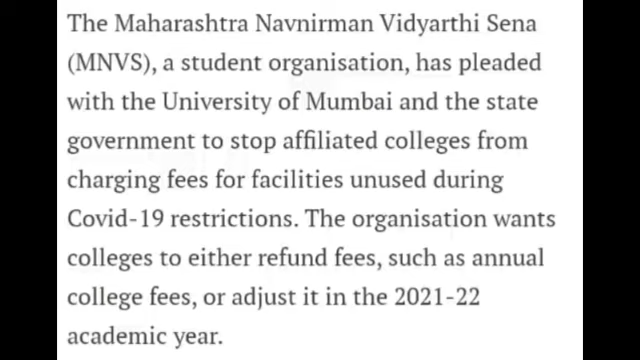 The Maharashtra Navnirman Vidyarthi Sena
(MNVS), a student organisation, has pleaded
with the University of Mumbai and the state
government to stop affiliated colleges from
charging fees for facilities unused during
Covid-19 restrictions. The organisation wants
colleges to either refund fees, such as annual
college fees, or adjust it in the 2021-22
academic year.